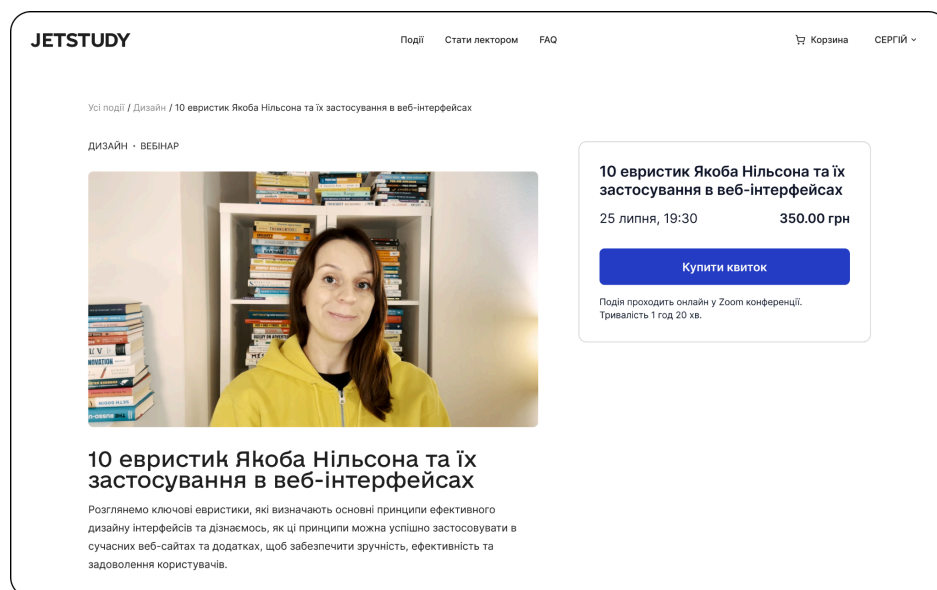 JETSTUDY
Події
Стати лектором
FAQ
Корзина
СЕРГІЙ
Усі події / Дизайн / 10 евристик Якоба Нільсона та їх застосування в веб-інтерфейсах
ДИЗАЙН • ВЕБІНАР
10 евристик Якоба Нільсона та їх
застосування в веб-інтерфейсах
25 липня, 19:30
350.00 грн
Купити квиток
Подія проходить онлайн у Zoom конференції.
Тривалість 1 год 20 хв.
10 евристик Якоба Нільсона та їх
застосування в веб-інтерфейсах
Розглянемо ключові евристики, які визначають основні принципи ефективного
дизайну інтерфейсів та дізнаємось, як ці принципи можна успішно застосовувати в
сучасних веб-сайтах та додатках, щоб забезпечити зручність, ефективність та
задоволення користувачів.